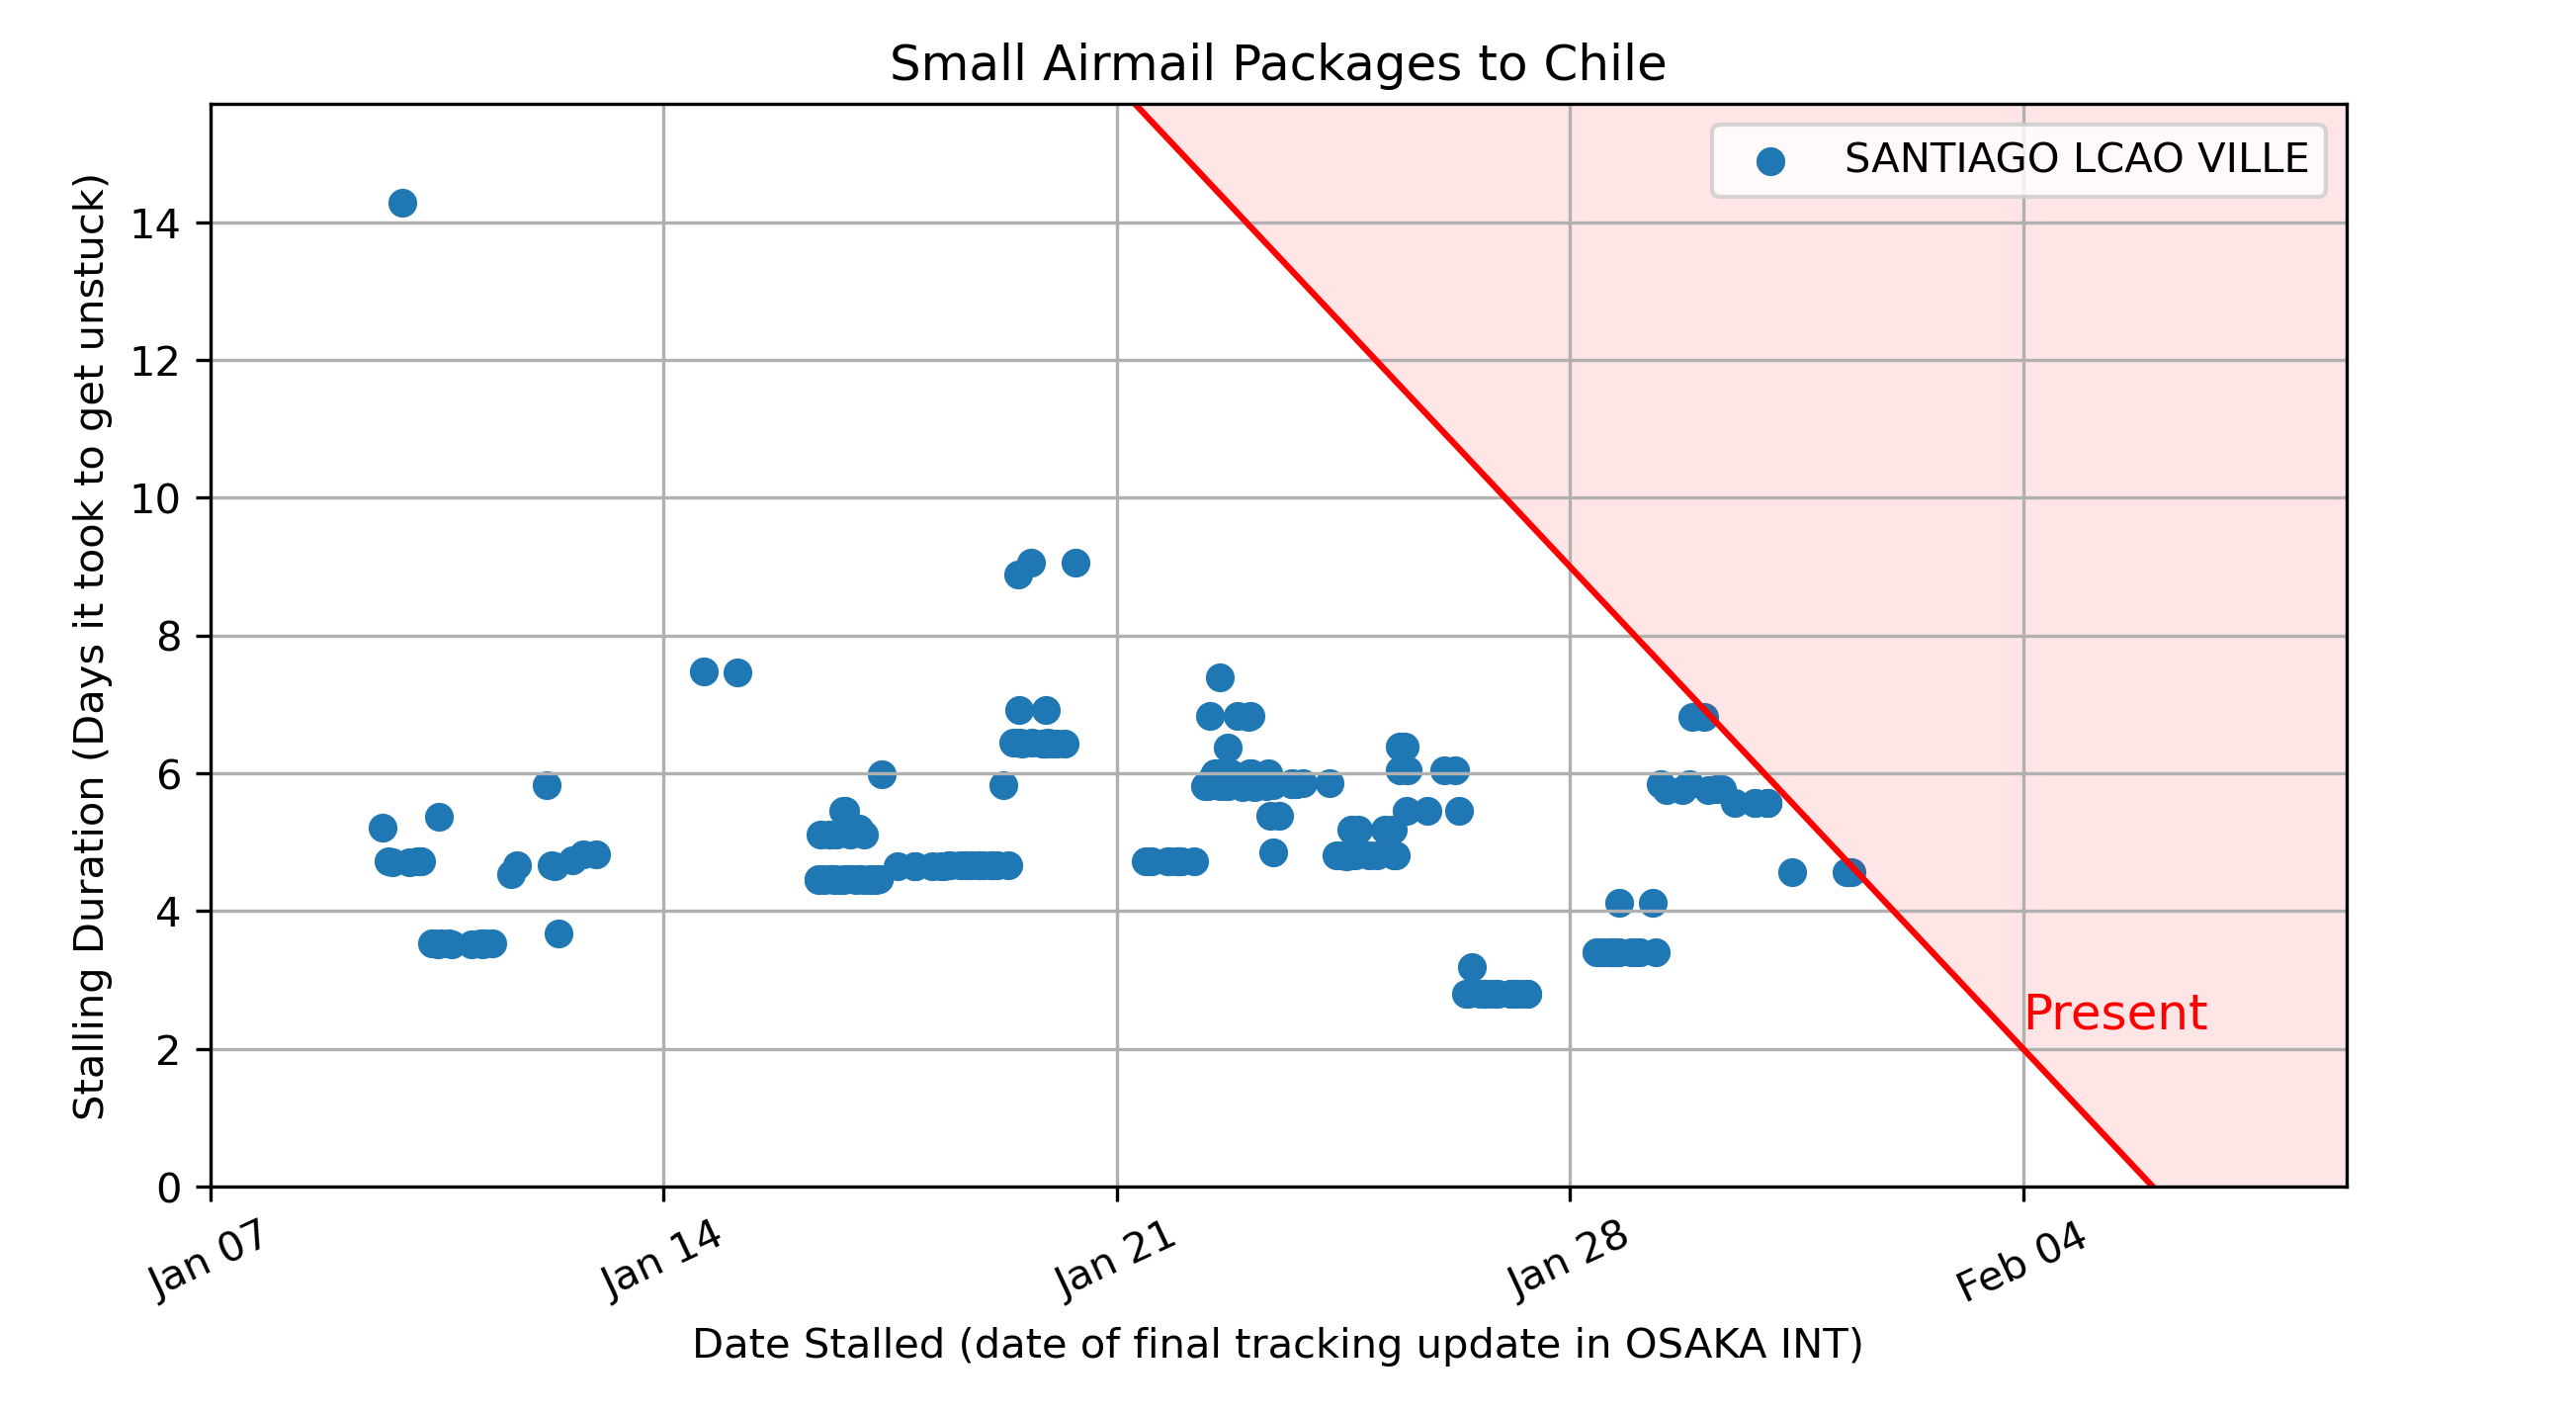 Small Airmail Packages to Chile
SANTIAGO LCAO VILLE
Stalling Duration (Days it took to get unstuck)
14
12
10
8
6
4
2
0
Present
Jan 07
Jan 14
Jan 21
Jan 28
Feb 04
Date Stalled (date of final tracking update in OSAKA INT)